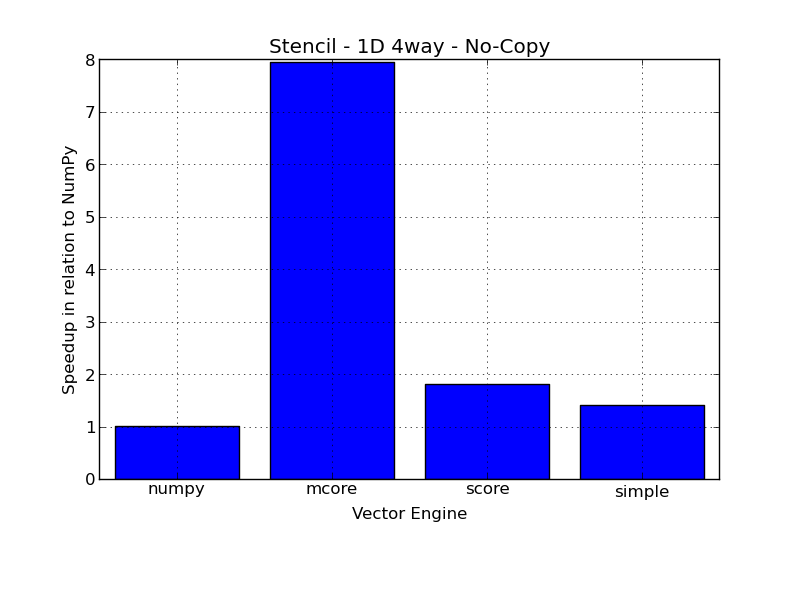 Stencil - 1D 4way - No-Copy
Speedup in relation to NumPy
8
7
6
5
4
3
2
1
0
numpy mcore score simple
Vector Engine